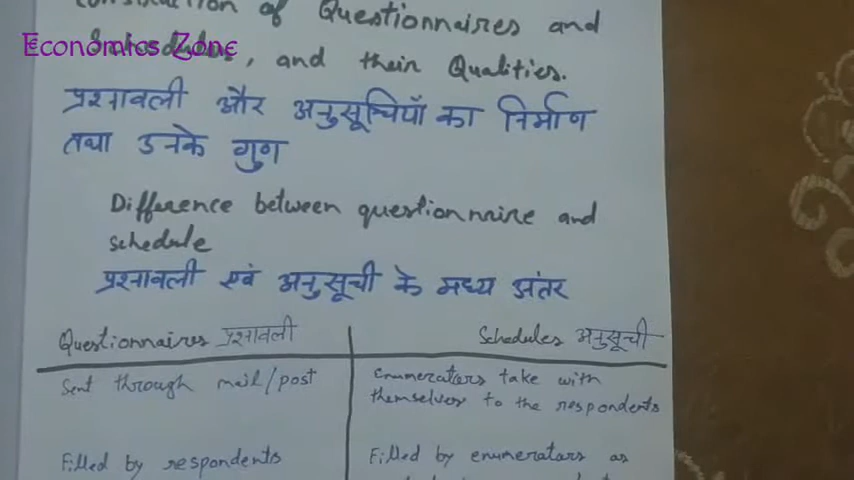 construction of Questionnaires and
Economics Zone
Schedules, and their Qualities.
प्रश्नावली और अनुसूचियाँ का निर्माण
तथा उनके गुण
Difference between questionnaire and
schedule
प्रश्नावली एवं अनुसूची के मध्य अंतर
Questionnaires प्रश्नावली
Schedules अनुसूची
Sent through mail/post
Enumerators take with
themselves to the respondents
Filled by respondents
Filled by enumerators as